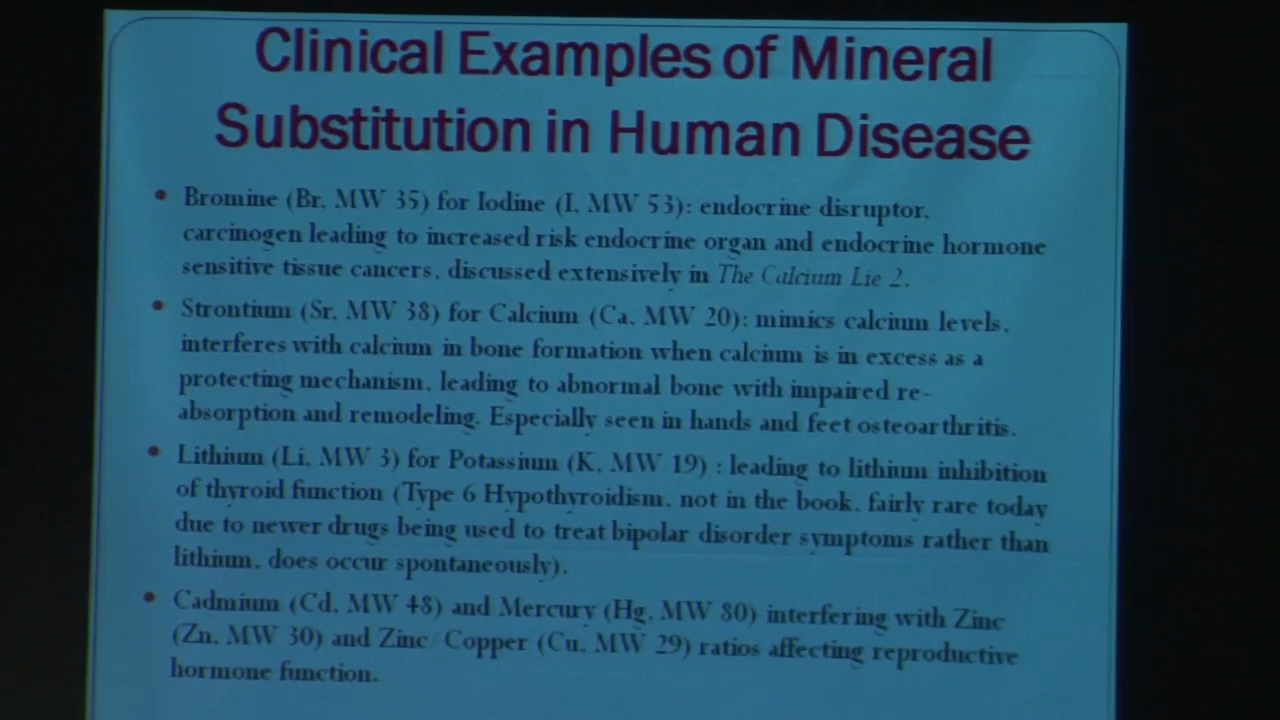 Clinical Examples of Mineral
Substitution in Human Disease
• Bromine (Br, MW 35) for Iodine (I, MW 53): endocrine disruptor,
carcinogen leading to increased risk endocrine organ and endocrine hormone
sensitive tissue cancers, discussed extensively in The Calcium Lie 2.
• Strontium (Sr, MW 38) for Calcium (Ca, MW 20): mimics calcium levels,
interferes with calcium in bone formation when calcium is in excess as a
protecting mechanism, leading to abnormal bone with impaired re-
absorption and remodeling. Especially seen in hands and feet osteoarthritis.
• Lithium (Li, MW 3) for Potassium (K, MW 19) : leading to lithium inhibition
of thyroid function (Type 6 Hypothyroidism, not in the book, fairly rare today
due to newer drugs being used to treat bipolar disorder symptoms rather than
lithium, does occur spontaneously).
• Cadmium (Cd, MW 48) and Mercury (Hg, MW 80) interfering with Zinc
(Zn, MW 30) and Zinc/Copper (Cu, MW 29) ratios affecting reproductive
hormone function.